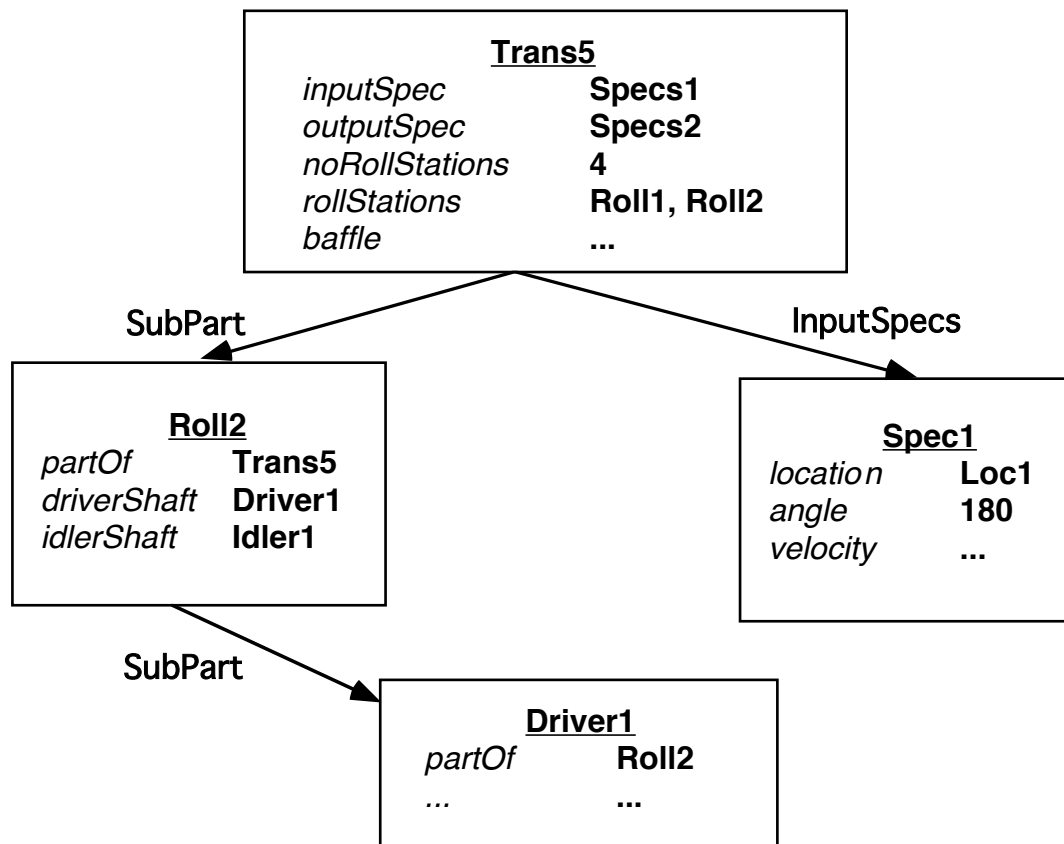 Trans5
inputSpec Specs1
outputSpec Specs2
noRollStations 4
rollStations Roll1, Roll2
baffle ...
SubPart
InputSpecs
Roll2
partOf Trans5
driverShaft Driver1
idlerShaft Idler1
Spec1
location Loc1
angle 180
velocity ...
SubPart
Driver1
partOf Roll2
... ...